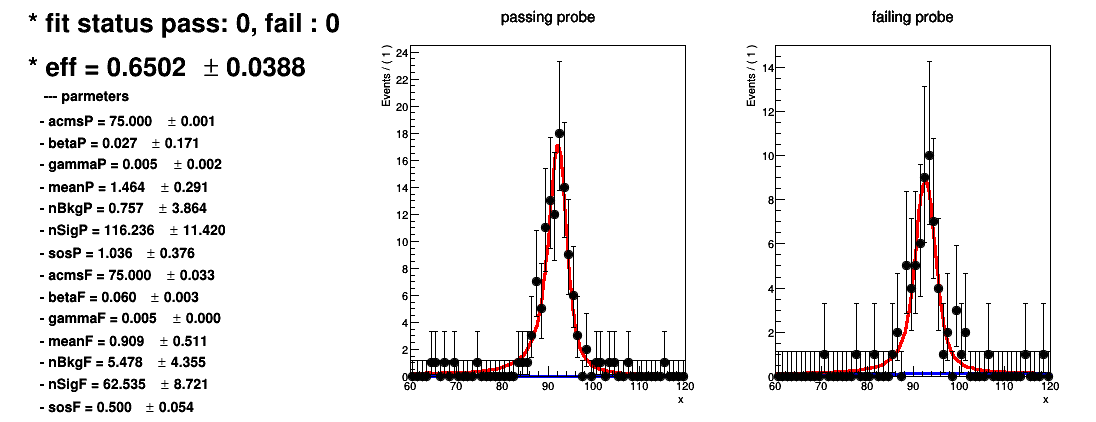 * fit status pass: 0, fail : 0
* eff = 0.6502 ± 0.0388
--- parmeters
- acmsP = 75.000 ± 0.001
- betaP = 0.027 ± 0.171
- gammaP = 0.005 ± 0.002
- meanP = 1.464 ± 0.291
- nBkgP = 0.757 ± 3.864
- nSigP = 116.236 ± 11.420
- sosP = 1.036 ± 0.376
- acmsF = 75.000 ± 0.033
- betaF = 0.060 ± 0.003
- gammaF = 0.005 ± 0.000
- meanF = 0.909 ± 0.511
- nBkgF = 5.478 ± 4.355
- nSigF = 62.535 ± 8.721
- sosF = 0.500 ± 0.054
passing probe
Events / ( 1 )
24
22
20
18
16
14
12
10
8
6
4
2
0
60 70 80 90 100 110 120
x
failing probe
Events / ( 1 )
14
12
10
8
6
4
2
0
60 70 80 90 100 110 120
x